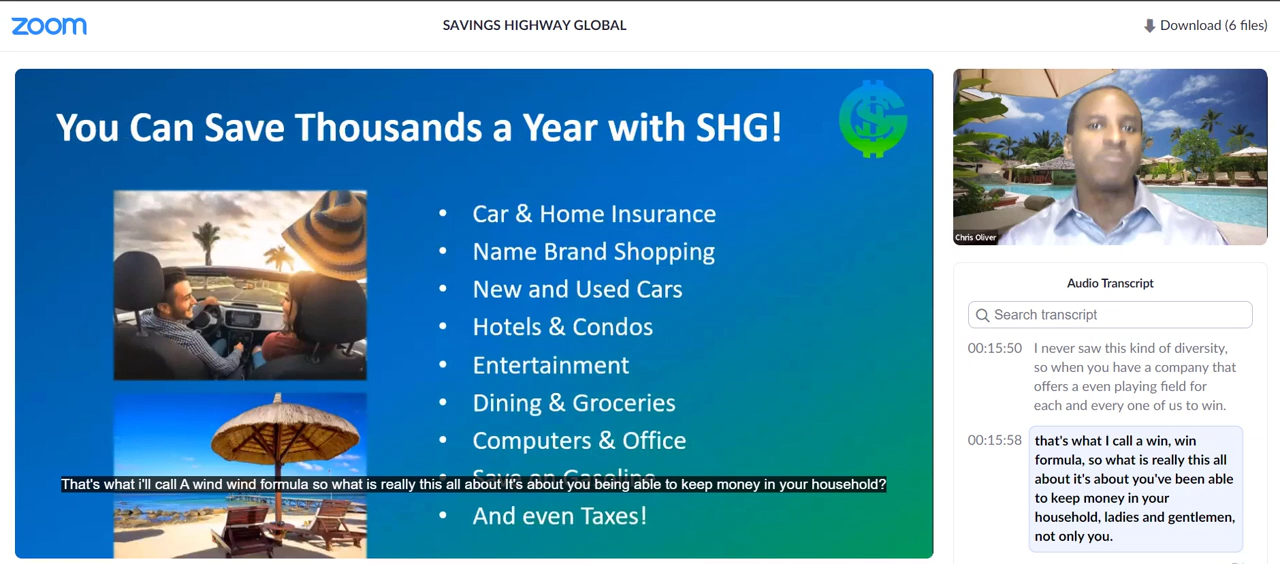 zoom
SAVINGS HIGHWAY GLOBAL
Download (6 files)
You Can Save Thousands a Year with SHG!
• Car & Home Insurance
• Name Brand Shopping
• New and Used Cars
• Hotels & Condos
• Entertainment
• Dining & Groceries
• Computers & Office
• Save on Gasoline
That's what i'll call A wind wind formula so what is really this all about it's about you being able to keep money in your household?
• And even Taxes!
Chris Oliver
Audio Transcript
Search transcript
00:15:50 I never saw this kind of diversity,
so when you have a company that
offers a even playing field for
each and every one of us to win.
00:15:58 that's what I call a win, win
formula, so what is really this all
about it's about you've been able
to keep money in your
household, ladies and gentlemen,
not only you.